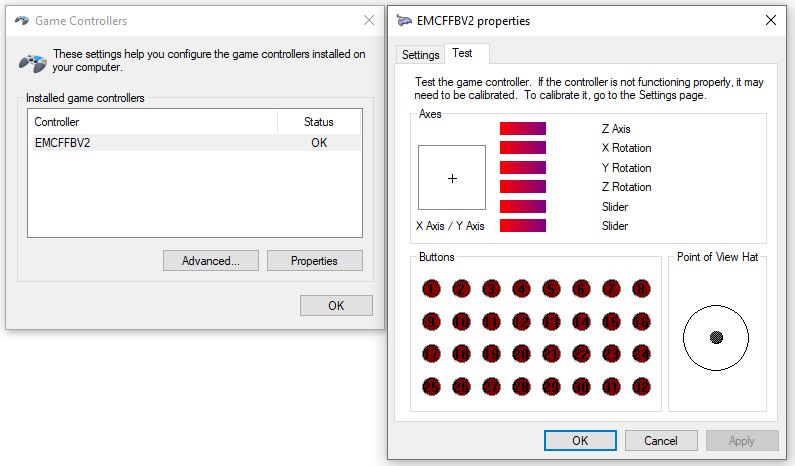 Game Controllers
These settings help you configure the game controllers installed on
your computer.
Installed game controllers
Controller Status
EMCFFBV2 OK
Advanced... Properties
OK
EMCFFBV2 properties
Settings Test
Test the game controller. If the controller is not functioning properly, it may
need to be calibrated. To calibrate it, go to the Settings page.
Axes
Z Axis
X Rotation
Y Rotation
Z Rotation
Slider
X Axis / Y Axis Slider
Buttons Point of View Hat
1 2 3 4 5 6 7 8
9 10 11 12 13 14 15 16
17 18 19 20 21 22 23 24
25 26 27 28 29 30 31 32
OK Cancel Apply